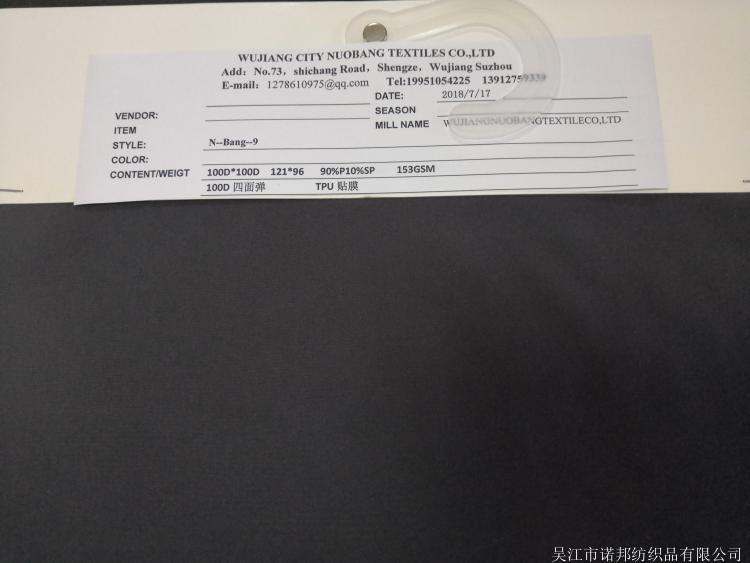 WUJIANG CITY NUOBANG TEXTILES CO.,LTD
Add: No.73, shichang Road, Shengze, Wujiang Suzhou
E-mail: 1278610975@qq.com Tel:19951054225 13912759339
DATE: 2018/7/17
VENDOR: SEASON
ITEM MILL NAME WUJIANGNUOBANGTEXTILECO,LTD
STYLE: N--Bang--9
COLOR:
CONTENT/WEIGT 100D*100D 121*96 90%P10%SP 153GSM
100D 四面弹 TPU 贴膜
吴江市诺邦纺织品有限公司